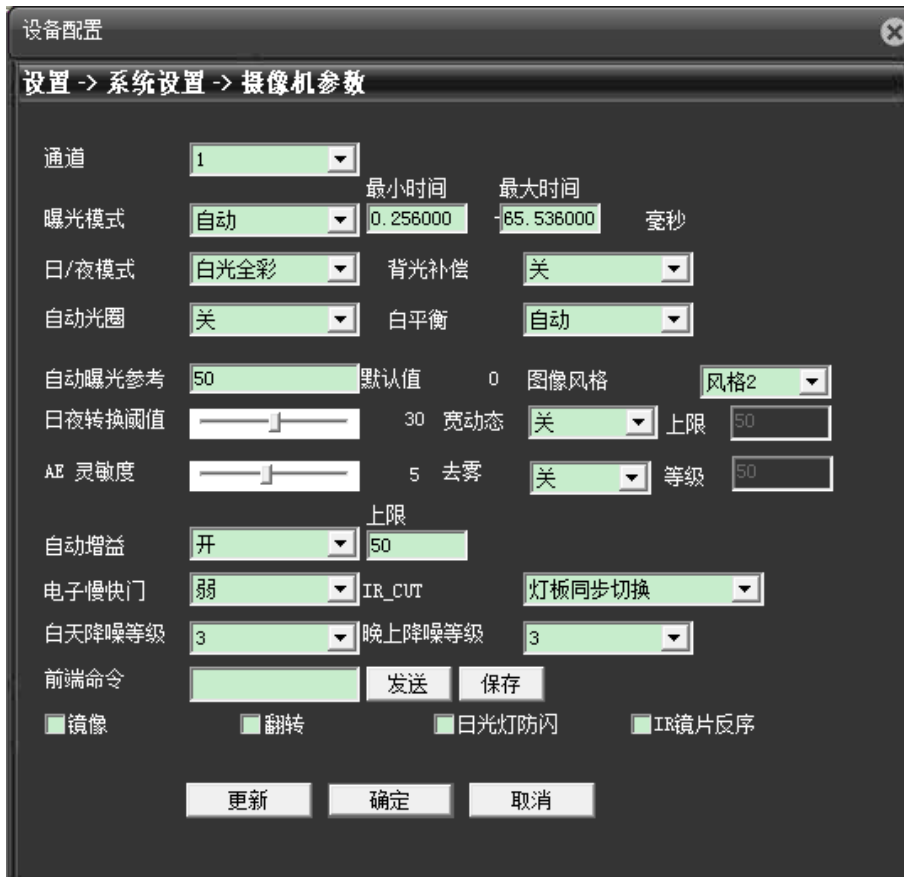 设备配置
设置 -> 系统设置 -> 摄像机参数
通道 1
最小时间 最大时间
曝光模式 自动 0.256000 -65.536000 毫秒
日/夜模式 白光全彩 背光补偿 关
自动光圈 关 白平衡 自动
自动曝光参考 50 默认值 0 图像风格 风格2
日夜转换阈值 30 宽动态 关 上限 50
AE 灵敏度 5 去雾 关 等级 50
上限
自动增益 开 50
电子慢快门 弱 IR_CUT 灯板同步切换
白天降噪等级 3 晚上降噪等级 3
前端命令 发送 保存
镜像 翻转 日光灯防闪 IR镜片反序
更新 确定 取消